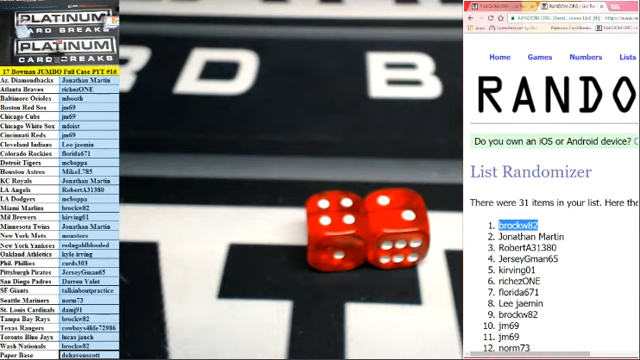 PLATINUM
CARD BREAKS
PLATINUM
CARD BREAKS
17 Bowman JUMBO Full Case PYT #16
Az. Diamondbacks Jonathan Martin
Atlanta Braves richezONE
Baltimore Orioles mbooth
Boston Red Sox jm69
Chicago Cubs jm69
Chicago White Sox mfoist
Cincinnati Reds jm69
Cleveland Indians Lee jaemin
Colorado Rockies florida671
Detroit Tigers mcboppa
Houston Astros MikeL785
KC Royals Jonathan Martin
LA Angels RobertA31380
LA Dodgers mcboppa
Miami Marlins brockw82
Mil Brewers kirving01
Minnesota Twins Jonathan Martin
New York Mets
New York Yankees
Oakland Athletics kyle irving
Phil. Phillies cards303
Pittsburgh Pirates JerseyGman65
San Diego Padres Darren Valet
SF Giants talkinboutpractice
Seattle Mariners norm73
St. Louis Cardinals damj91
Tampa Bay Rays brockw82
Texas Rangers cowboys4life72986
Toronto Blue Jays
Wash Nationals brockw82
Paper Base dehavenscott
RD B
RANDOM.ORG
Home Games Numbers Lists
RANDO
Do you own an iOS or Android device?
List Randomizer
There were 31 items in your list. Here the
1. brockw82
2. Jonathan Martin
3. RobertA31380
4. JerseyGman65
5. kirving01
6. richezONE
7. florida671
8. Lee jaemin
9. brockw82
10. jm69
11. jm69
12. norm73